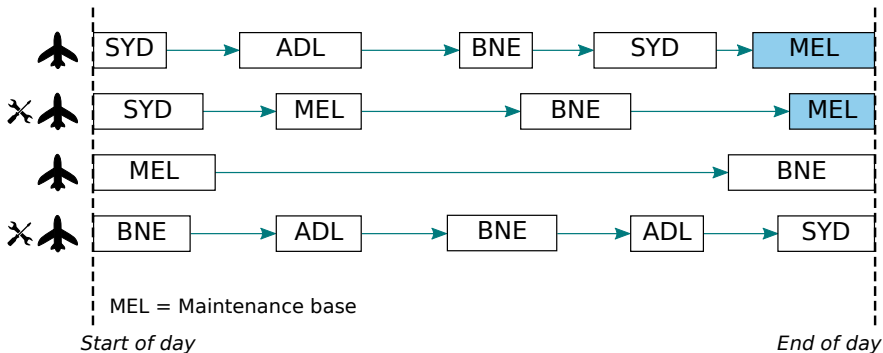 SYD ADL BNE SYD MEL
SYD MEL BNE MEL
MEL BNE
BNE ADL BNE ADL SYD
MEL = Maintenance base
Start of day End of day